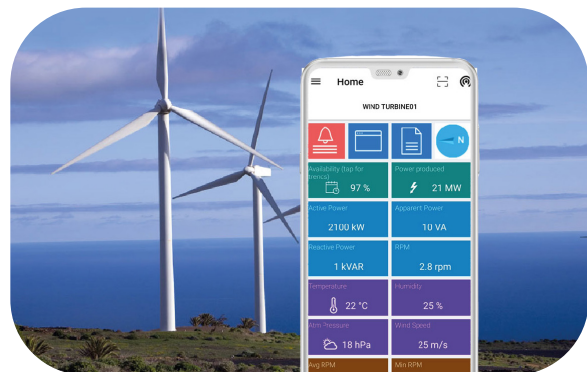 Home
WIND TURBINE01
N
Availability (tap for
trends)
97 %
Power produced
21 MW
Active Power
2100 kW
Apparent Power
10 VA
Reactive Power
1 kVAR
RPM
2.8 rpm
Temperature
22 °C
Humidity
25 %
Atm Pressure
18 hPa
Wind Speed
25 m/s
Avg RPM
Min RPM